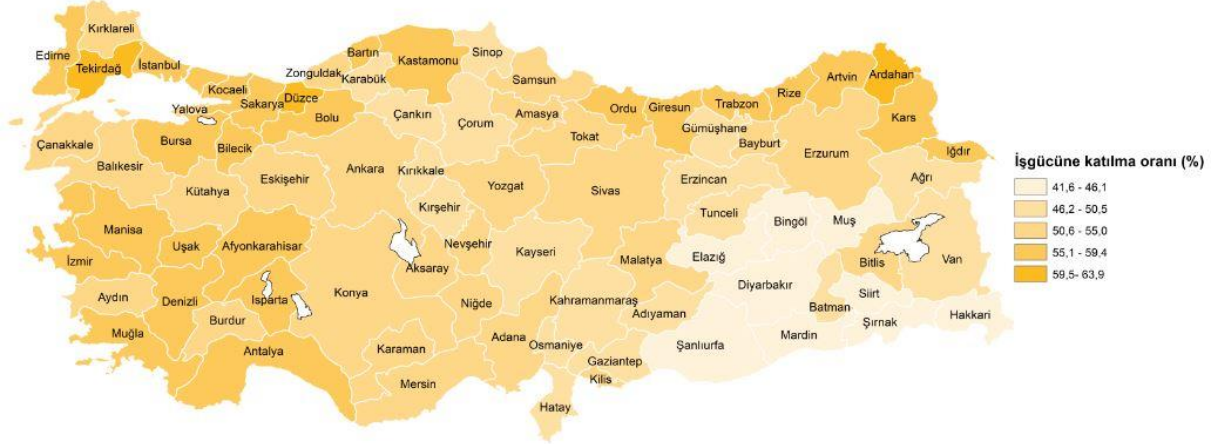 Kırklareli
Edirne
Tekirdağ
İstanbul
Kocaeli
Yalova
Sakarya
Düzce
Bolu
Zonguldak
Bartın
Karabük
Kastamonu
Sinop
Samsun
Çankırı
Çorum
Amasya
Tokat
Ordu
Giresun
Gümüşhane
Trabzon
Bayburt
Rize
Artvin
Ardahan
Kars
Iğdır
Erzurum
Ağrı
Çanakkale
Balıkesir
Bursa
Bilecik
Kütahya
Eskişehir
Ankara
Kırıkkale
Kırşehir
Yozgat
Sivas
Erzincan
Tunceli
Bingöl
Muş
Bitlis
Van
Manisa
İzmir
Uşak
Afyonkarahisar
Aydın
Denizli
Isparta
Burdur
Muğla
Antalya
Konya
Aksaray
Nevşehir
Kayseri
Niğde
Karaman
Mersin
Adana
Osmaniye
Kahramanmaraş
Malatya
Elazığ
Adıyaman
Gaziantep
Kilis
Hatay
Şanlıurfa
Diyarbakır
Batman
Mardin
Siirt
Şırnak
Hakkari
İşgücüne katılma oranı (%)
41,6 - 46,1
46,2 - 50,5
50,6 - 55,0
55,1 - 59,4
59,5- 63,9